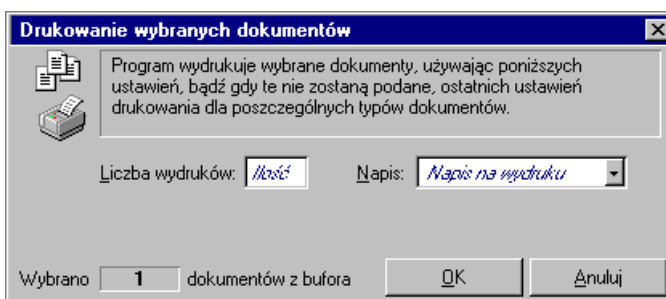 Drukowanie wybranych dokumentów
Program wydrukuje wybrane dokumenty, używając poniższych
ustawień, bądź gdy te nie zostaną podane, ostatnich ustawień
drukowania dla poszczególnych typów dokumentów.
Liczba wydruków: Ilość Napis: Napis na wydruku
Wybrano 1 dokumentów z bufora OK Anuluj